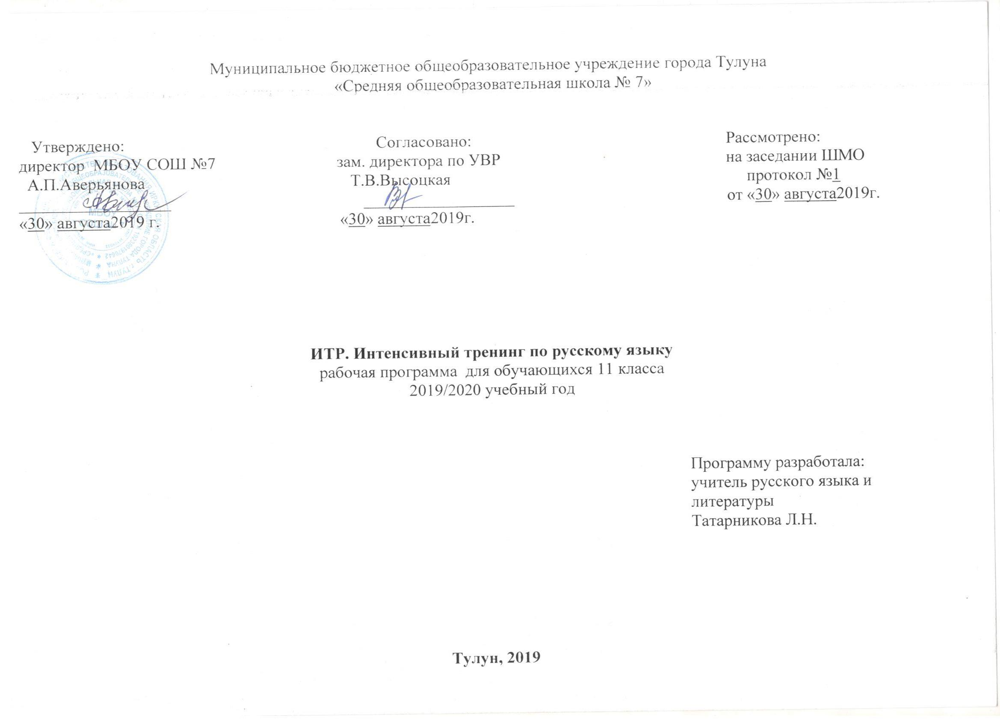 Муниципальное бюджетное общеобразовательное учреждение города Тулуна
«Средняя общеобразовательная школа № 7»
Утверждено:
директор МБОУ СОШ №7
А.П.Аверьянова
«30» августа2019 г.
Согласовано:
зам. директора по УВР
Т.В.Высоцкая
«30» августа2019г.
Рассмотрено:
на заседании ШМО
протокол №1
от «30» августа2019г.
МБОУ
ИТР. Интенсивный тренинг по русскому языку
рабочая программа для обучающихся 11 класса
2019/2020 учебный год
Программу разработала:
учитель русского языка и
литературы
Татарникова Л.Н.
Тулун, 2019